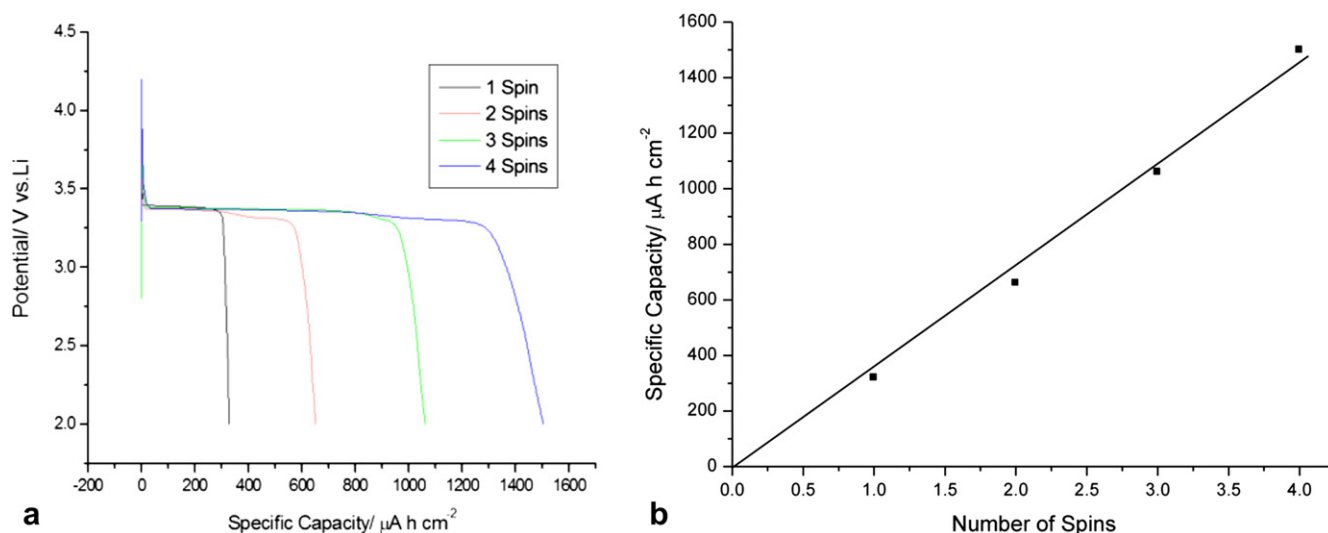 4.5
4.0
3.5
3.0
2.5
2.0
Potential/ V vs.Li
1 Spin
2 Spins
3 Spins
4 Spins
-200 0 200 400 600 800 1000 1200 1400 1600
Specific Capacity/ μA h cm⁻²
a
1600
1400
1200
1000
800
600
400
200
0
Specific Capacity/ μA h cm⁻²
0.0 0.5 1.0 1.5 2.0 2.5 3.0 3.5 4.0
Number of Spins
b